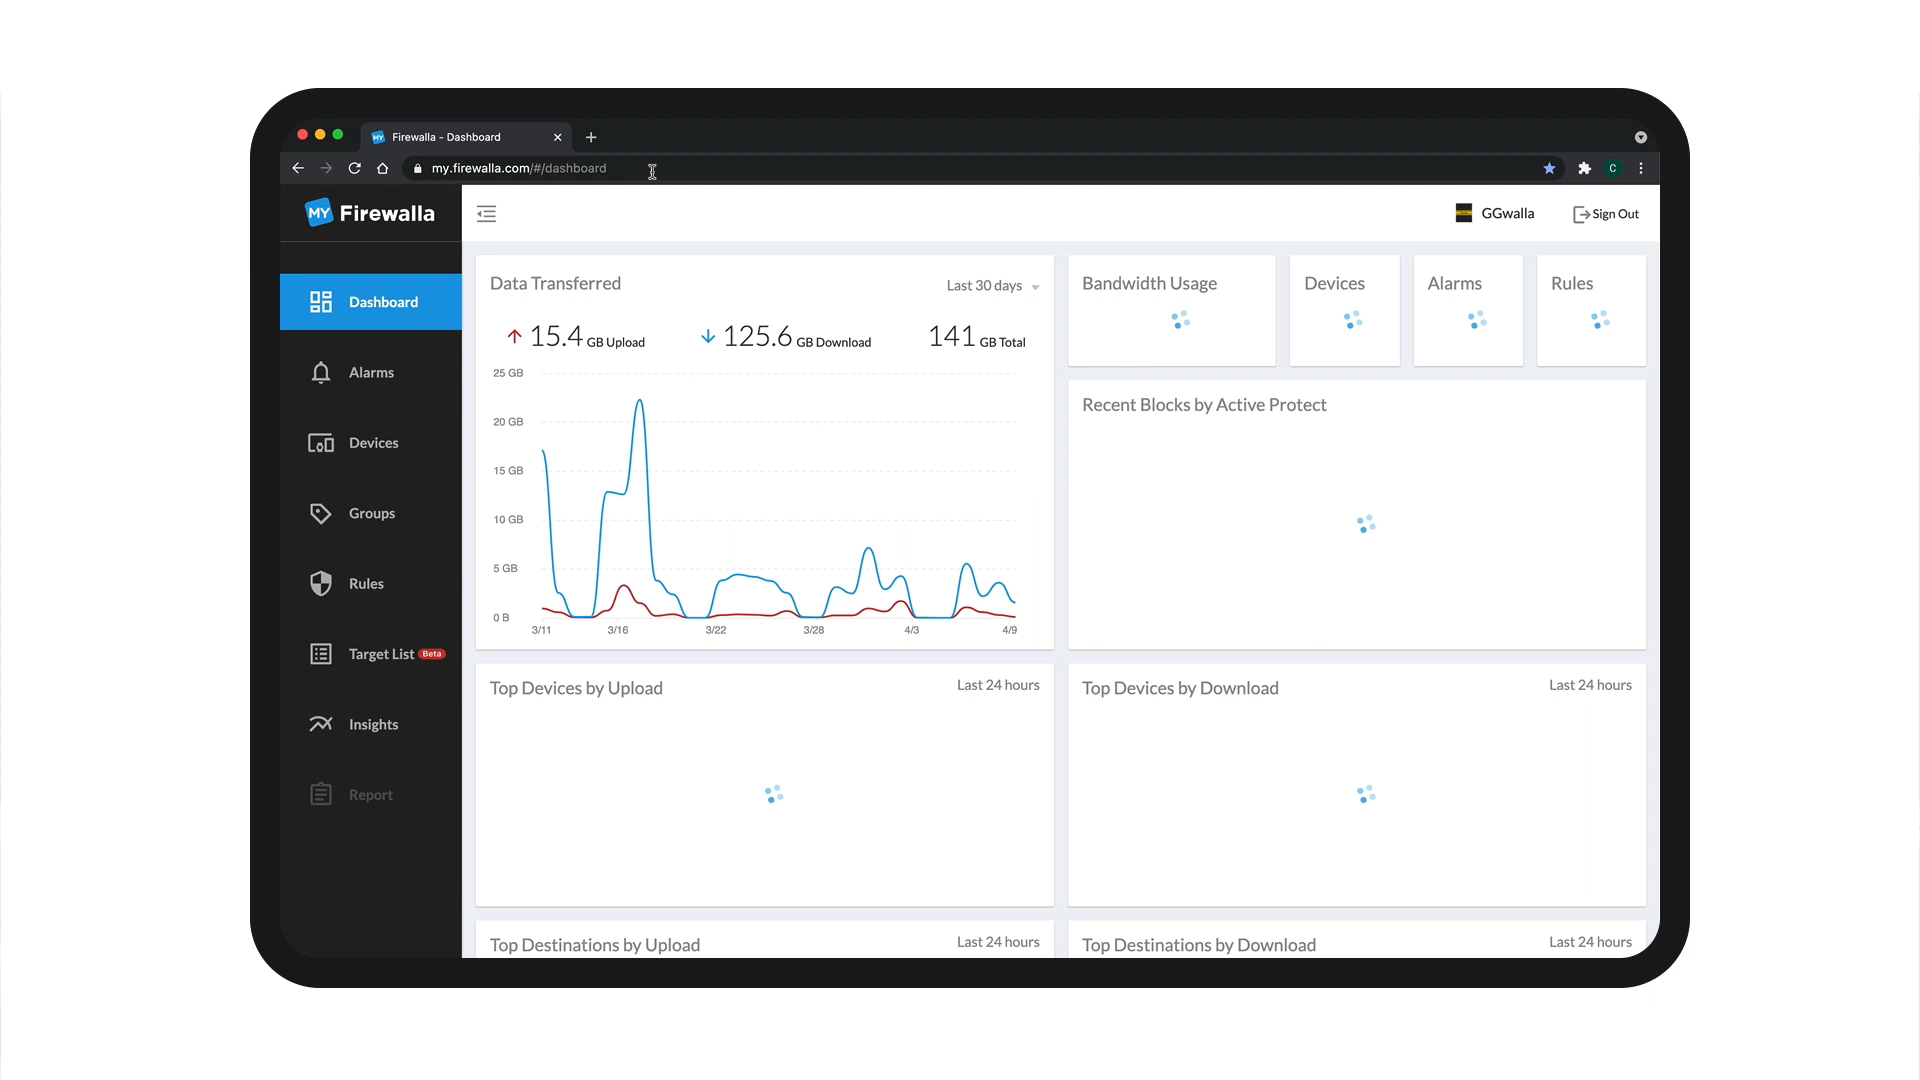 MY Firewalla - Dashboard
my.firewalla.com/#/dashboard
C
MY Firewalla
GGwalla
Sign Out
Dashboard
Alarms
Devices
Groups
Rules
Target List Beta
Insights
Report
Data Transferred
Last 30 days
15.4 GB Upload
125.6 GB Download
141 GB Total
25 GB
20 GB
15 GB
10 GB
5 GB
0 B
3/11
3/16
3/22
3/28
4/3
4/9
Bandwidth Usage
Devices
Alarms
Rules
Recent Blocks by Active Protect
Top Devices by Upload
Last 24 hours
Top Devices by Download
Last 24 hours
Top Destinations by Upload
Last 24 hours
Top Destinations by Download
Last 24 hours